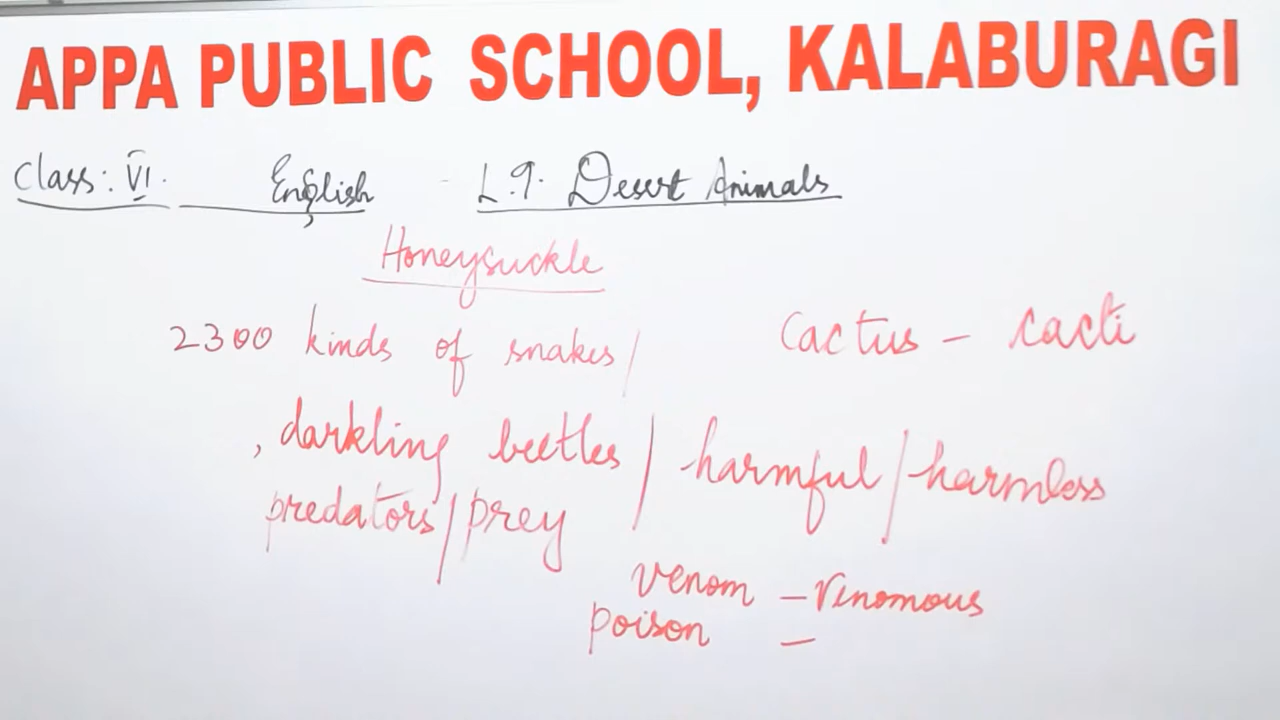 APPA PUBLIC SCHOOL, KALABURAGI
Class: VI. English - L.9. Desert Animals
Honeysuckle
2300 kinds of snakes/ Cactus - cacti
, darkling beetles / harmful / harmless
predators / prey
venom - venomous
poison -